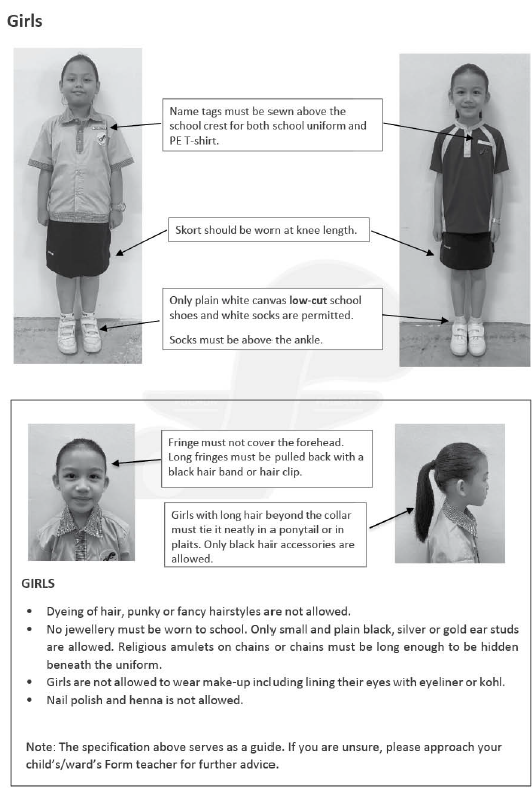 Girls
Name tags must be sewn above the
school crest for both school uniform and
PE T-shirt.
Skort should be worn at knee length.
Only plain white canvas low-cut school
shoes and white socks are permitted.
Socks must be above the ankle.
Fringe must not cover the forehead.
Long fringes must be pulled back with a
black hair band or hair clip.
Girls with long hair beyond the collar
must tie it neatly in a ponytail or in
plaits. Only black hair accessories are
allowed.
GIRLS
• Dyeing of hair, punky or fancy hairstyles are not allowed.
• No jewellery must be worn to school. Only small and plain black, silver or gold ear studs
are allowed. Religious amulets on chains or chains must be long enough to be hidden
beneath the uniform.
• Girls are not allowed to wear make-up including lining their eyes with eyeliner or kohl.
• Nail polish and henna is not allowed.
Note: The specification above serves as a guide. If you are unsure, please approach your
child's/ward's Form teacher for further advice.